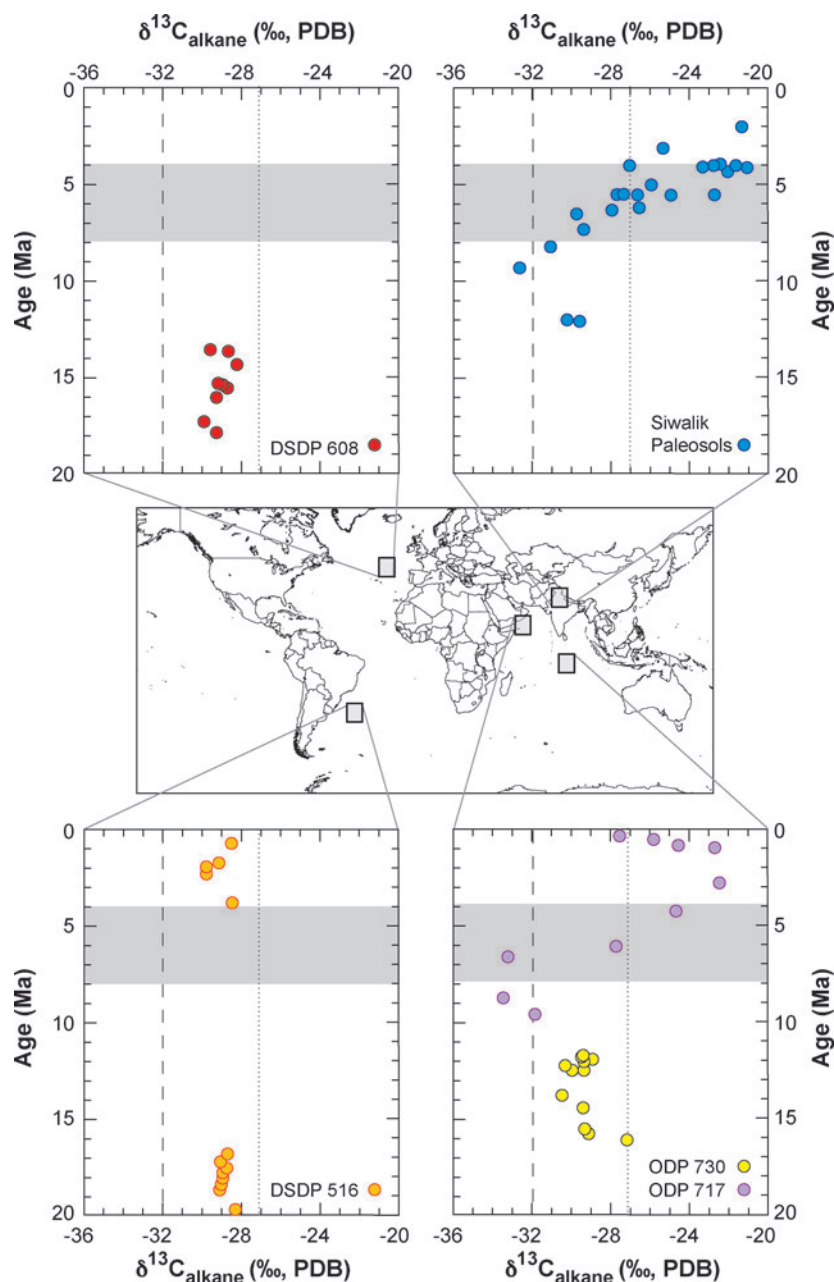 δ13Calkane (‰, PDB)
-36 -32 -28 -24 -20
0
5
10
15
20
Age (Ma)
DSDP 608
δ13Calkane (‰, PDB)
-36 -32 -28 -24 -20
0
5
10
15
20
Age (Ma)
Siwalik
Paleosols
0
5
10
15
20
Age (Ma)
DSDP 516
-36 -32 -28 -24 -20
δ13Calkane (‰, PDB)
0
5
10
15
20
Age (Ma)
ODP 730
ODP 717
-36 -32 -28 -24 -20
δ13Calkane (‰, PDB)